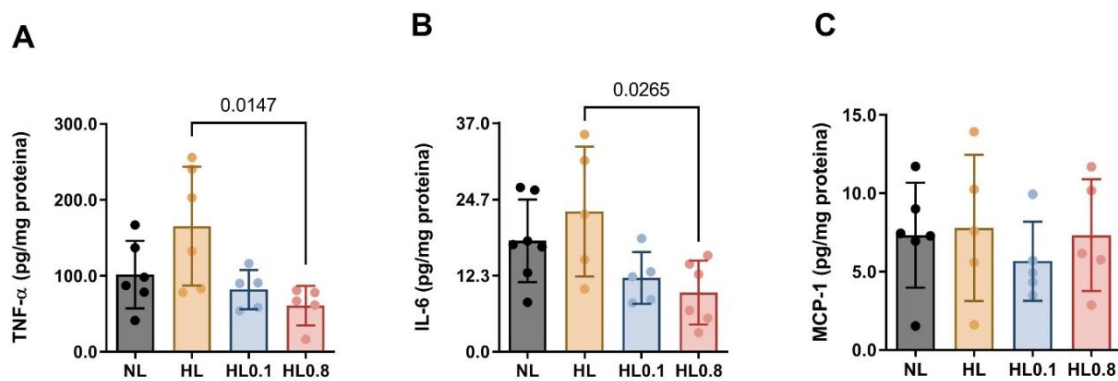 A
TNF-α (pg/mg proteina)
300.0
200.0
100.0
0.0
0.0147
NL HL HL0.1 HL0.8
B
IL-6 (pg/mg proteina)
37.0
24.7
12.3
0.0
0.0265
NL HL HL0.1 HL0.8
C
MCP-1 (pg/mg proteina)
15.0
10.0
5.0
0.0
NL HL HL0.1 HL0.8